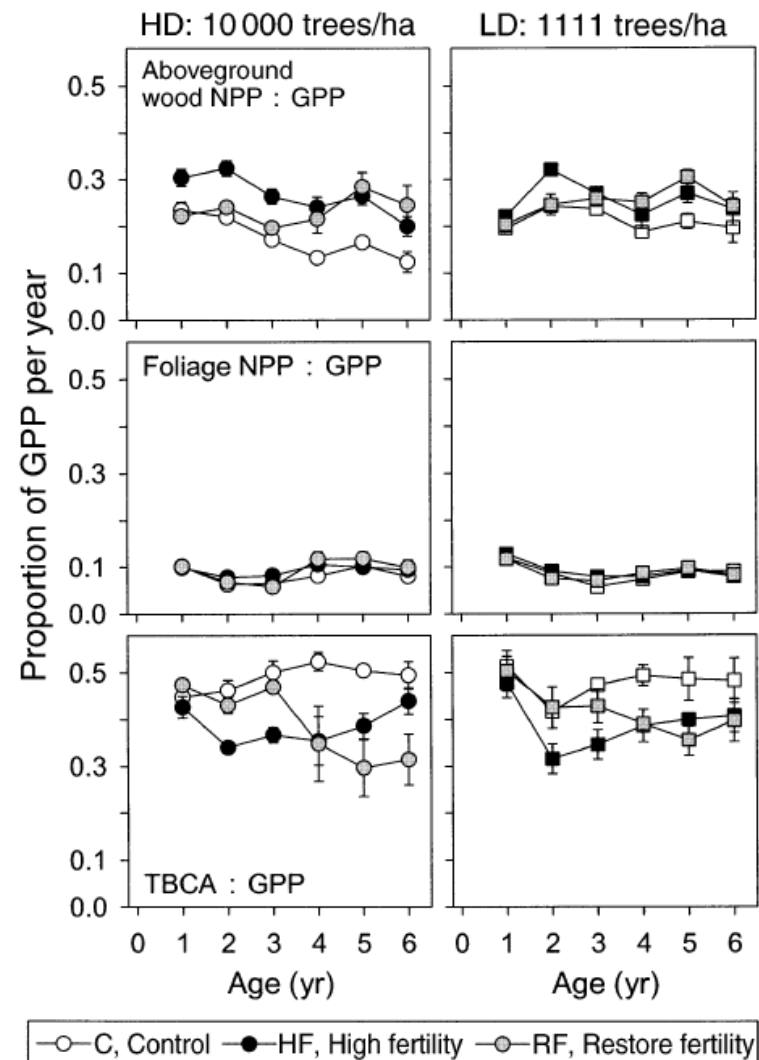 HD: 10 000 trees/ha
LD: 1111 trees/ha
Aboveground
wood NPP : GPP
0.5
0.3
0.1
0.0
Foliage NPP : GPP
0.5
0.3
0.1
0.0
0.5
0.3
0.1
0.0
TBCA : GPP
Proportion of GPP per year
0 1 2 3 4 5 6
0 1 2 3 4 5 6
Age (yr)
Age (yr)
C, Control
HF, High fertility
RF, Restore fertility